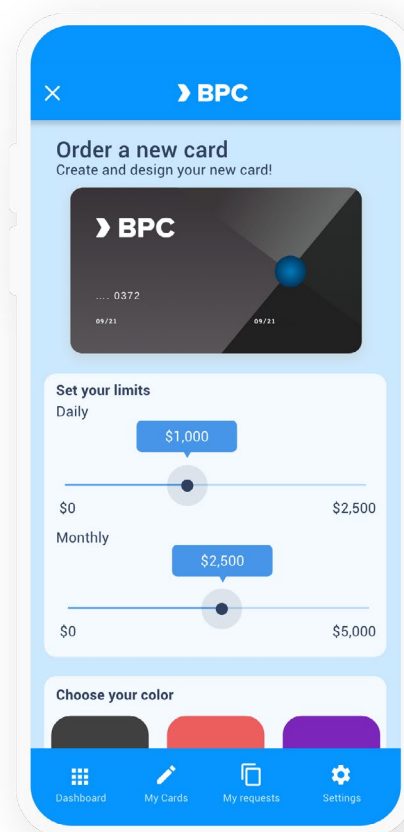 BPC
Order a new card
Create and design your new card!
BPC
.... 0372
09/21 09/21
Set your limits
Daily
$1,000
$0 $2,500
Monthly
$2,500
$0 $5,000
Choose your color
Dashboard My Cards My requests Settings